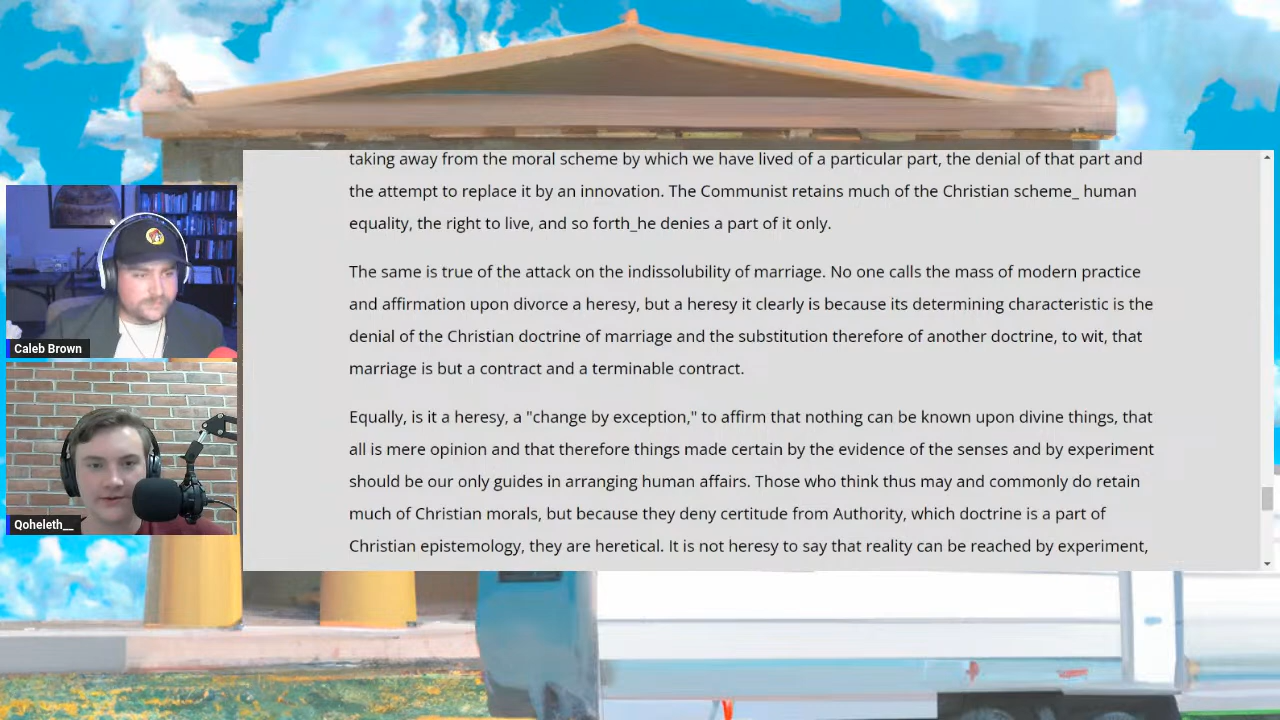 taking away from the moral scheme by which we have lived of a particular part, the denial of that part and
the attempt to replace it by an innovation. The Communist retains much of the Christian scheme_ human
equality, the right to live, and so forth_he denies a part of it only.
The same is true of the attack on the indissolubility of marriage. No one calls the mass of modern practice
and affirmation upon divorce a heresy, but a heresy it clearly is because its determining characteristic is the
denial of the Christian doctrine of marriage and the substitution therefore of another doctrine, to wit, that
marriage is but a contract and a terminable contract.
Equally, is it a heresy, a "change by exception," to affirm that nothing can be known upon divine things, that
all is mere opinion and that therefore things made certain by the evidence of the senses and by experiment
should be our only guides in arranging human affairs. Those who think thus may and commonly do retain
much of Christian morals, but because they deny certitude from Authority, which doctrine is a part of
Christian epistemology, they are heretical. It is not heresy to say that reality can be reached by experiment,
Caleb Brown
Qoheleth__